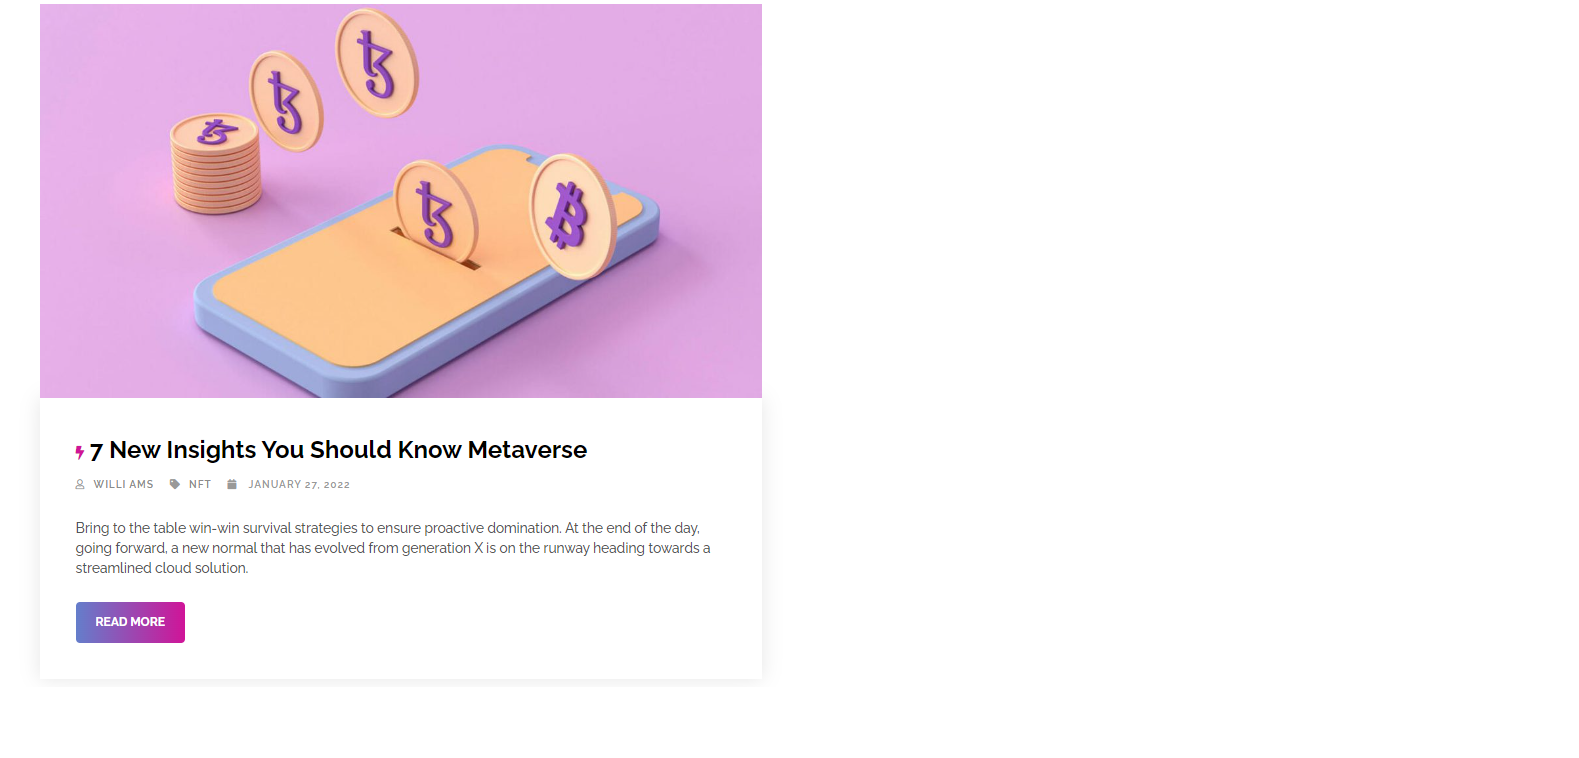 7 New Insights You Should Know Metaverse
WILLI AMS NFT JANUARY 27, 2022
Bring to the table win-win survival strategies to ensure proactive domination. At the end of the day,
going forward, a new normal that has evolved from generation X is on the runway heading towards a
streamlined cloud solution.
READ MORE